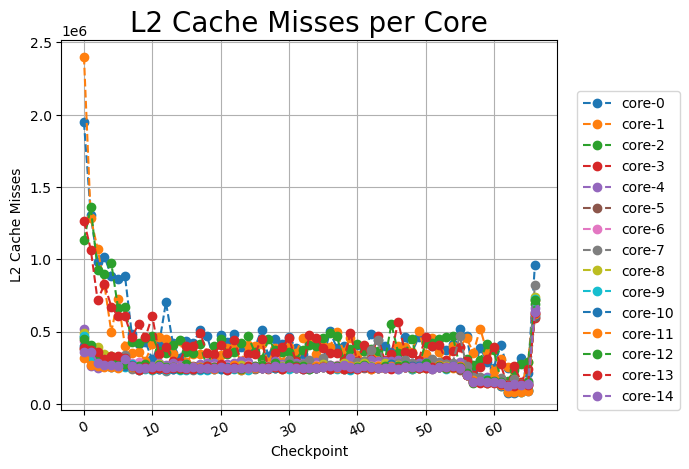 L2 Cache Misses per Core
1e6
2.5
2.0
1.5
1.0
0.5
0.0
L2 Cache Misses
0
10
20
30
40
50
60
Checkpoint
core-0
core-1
core-2
core-3
core-4
core-5
core-6
core-7
core-8
core-9
core-10
core-11
core-12
core-13
core-14